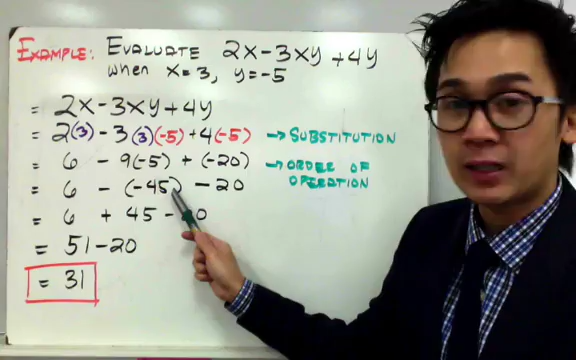 EXAMPLE: EVALUATE 2x-3xy+4y
when x=3, y=-5
= 2x-3xy+4y
= 2(3)-3(3)(-5)+4(-5) → SUBSTITUTION
= 6 - 9(-5) + (-20) → ORDER OF
OPERATION
= 6 - (-45) - 20
= 6 + 45 - 0
= 51-20
= 31